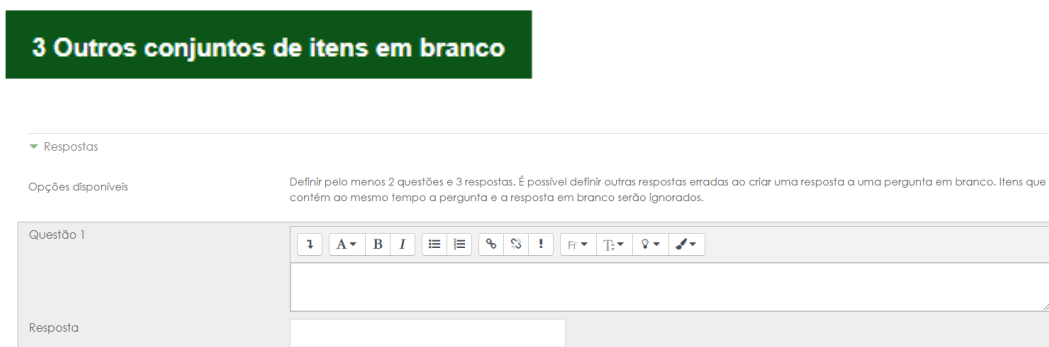 3 Outros conjuntos de itens em branco
Respostas
Opções disponíveis
Definir pelo menos 2 questões e 3 respostas. É possível definir outras respostas erradas ao criar uma resposta a uma pergunta em branco. Itens que
contém ao mesmo tempo a pergunta e a resposta em branco serão ignorados.
Questão 1
A B I ! Ff T:
Resposta